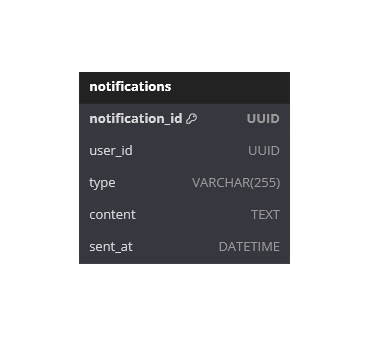 notifications
notification_id UUID
user_id UUID
type VARCHAR(255)
content TEXT
sent_at DATETIME